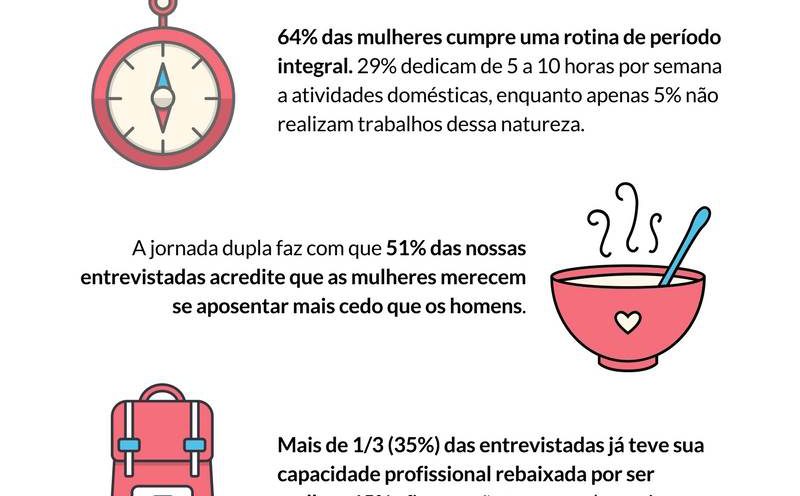 64% das mulheres cumpre uma rotina de período
integral. 29% dedicam de 5 a 10 horas por semana
a atividades domésticas, enquanto apenas 5% não
realizam trabalhos dessa natureza.
A jornada dupla faz com que 51% das nossas
entrevistadas acredite que as mulheres merecem
se aposentar mais cedo que os homens.
Mais de 1/3 (35%) das entrevistadas já teve sua
capacidade profissional rebaixada por ser